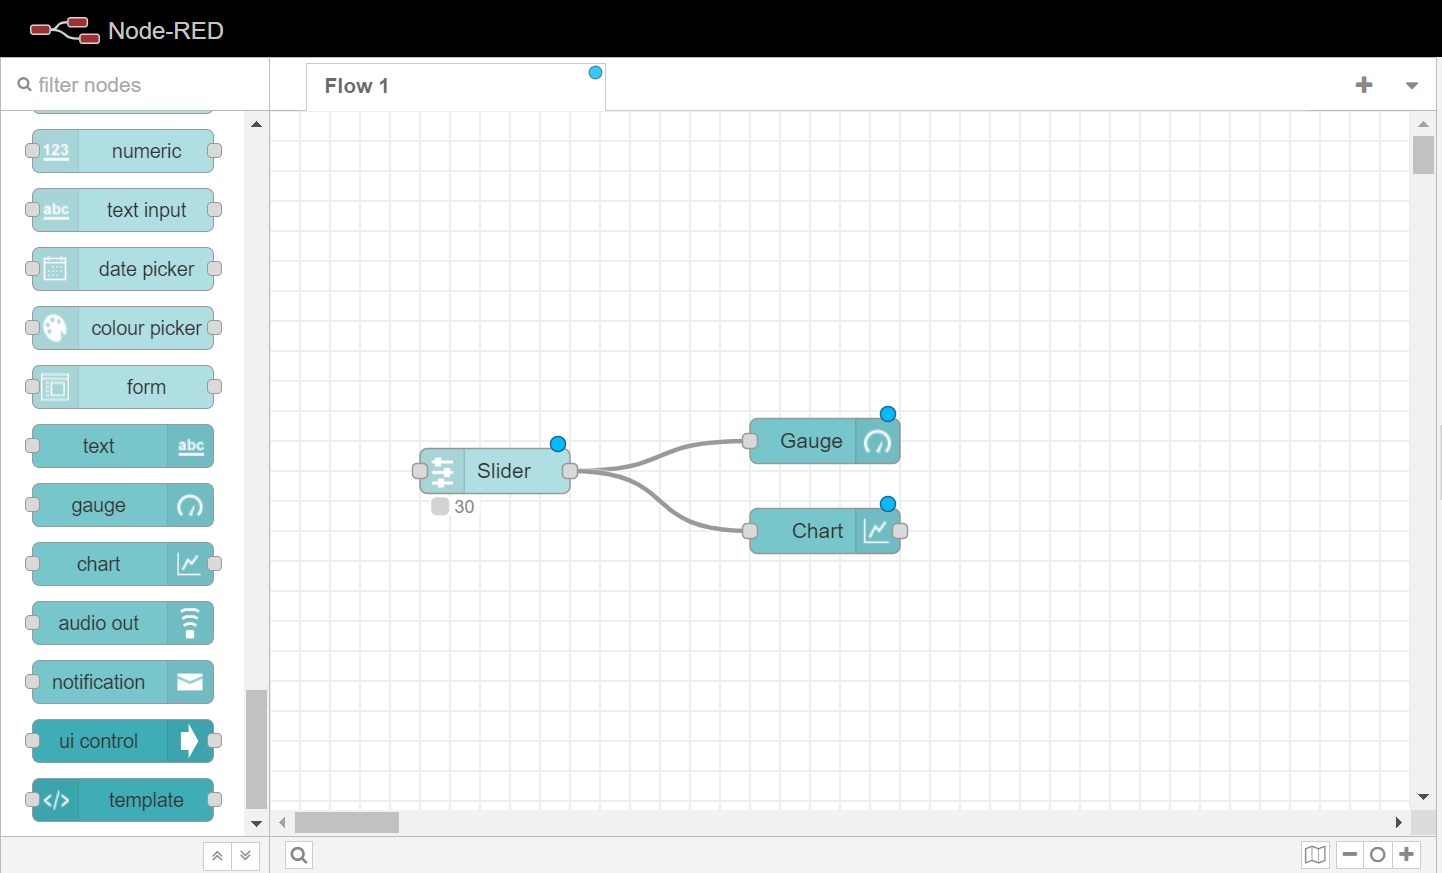 Node-RED
filter nodes
Flow 1
123 numeric
abc text input
date picker
colour picker
form
text abc
gauge
chart
audio out
notification
ui control
</> template
Slider
30
Gauge
Chart